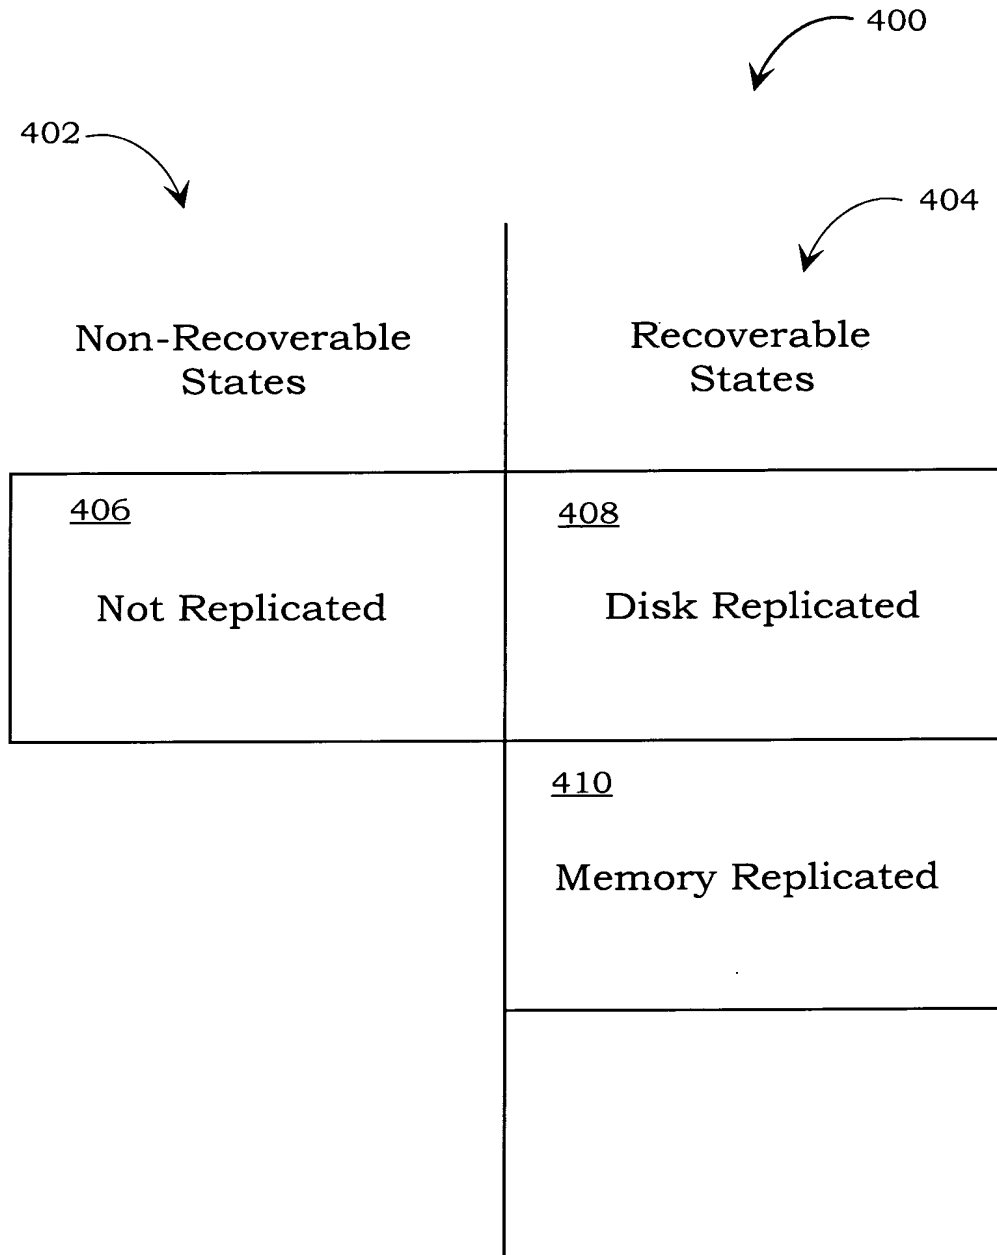 400
402
404
Non-Recoverable
States
Recoverable
States
406
Not Replicated
408
Disk Replicated
410
Memory Replicated